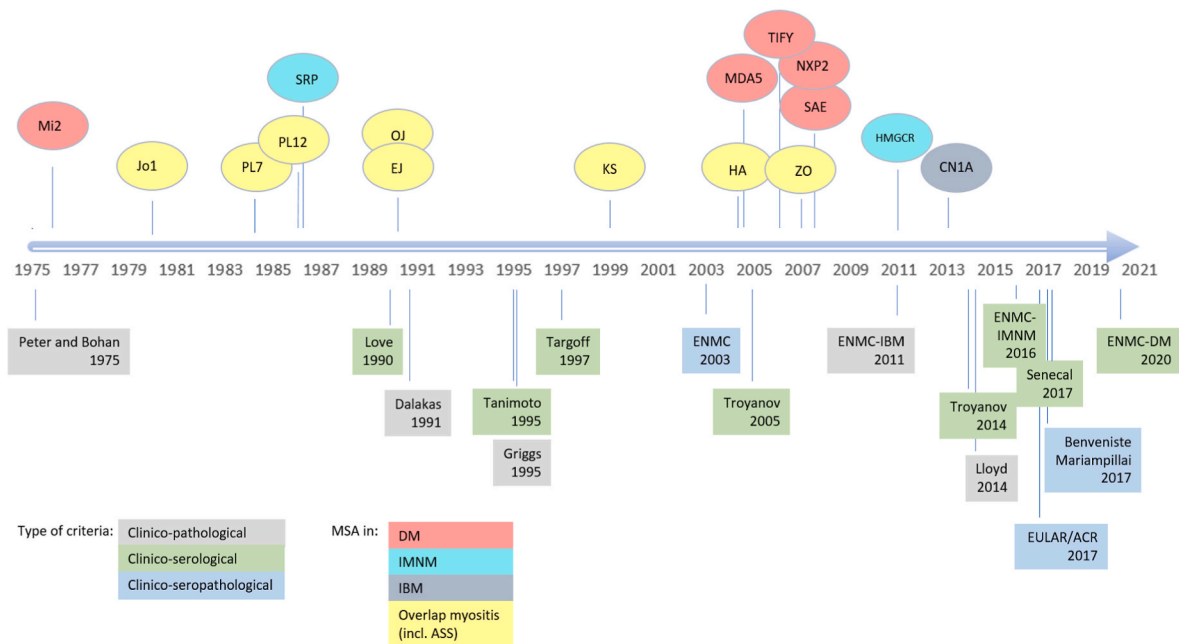 TIFY
NXP2
MDA5
SRP
SAE
Mi2
PL12
OJ
HMGCR
Jo1
PL7
EJ
KS
HA
ZO
CN1A
1975 1977 1979 1981 1983 1985 1987 1989 1991 1993 1995 1997 1999 2001 2003 2005 2007 2009 2011 2013 2015 2017 2019 2021
Peter and Bohan
1975
Love
1990
Dalakas
1991
Tanimoto
1995
Griggs
1995
Targoff
1997
ENMC
2003
Troyanov
2005
ENMC-IBM
2011
Troyanov
2014
Lloyd
2014
ENMC-
IMNM
2016
Senecal
2017
Benveniste
Mariampillai
2017
EULAR/ACR
2017
ENMC-DM
2020
Type of criteria:
Clinico-pathological
Clinico-serological
Clinico-seropathological
MSA in:
DM
IMNM
IBM
Overlap myositis
(incl. ASS)